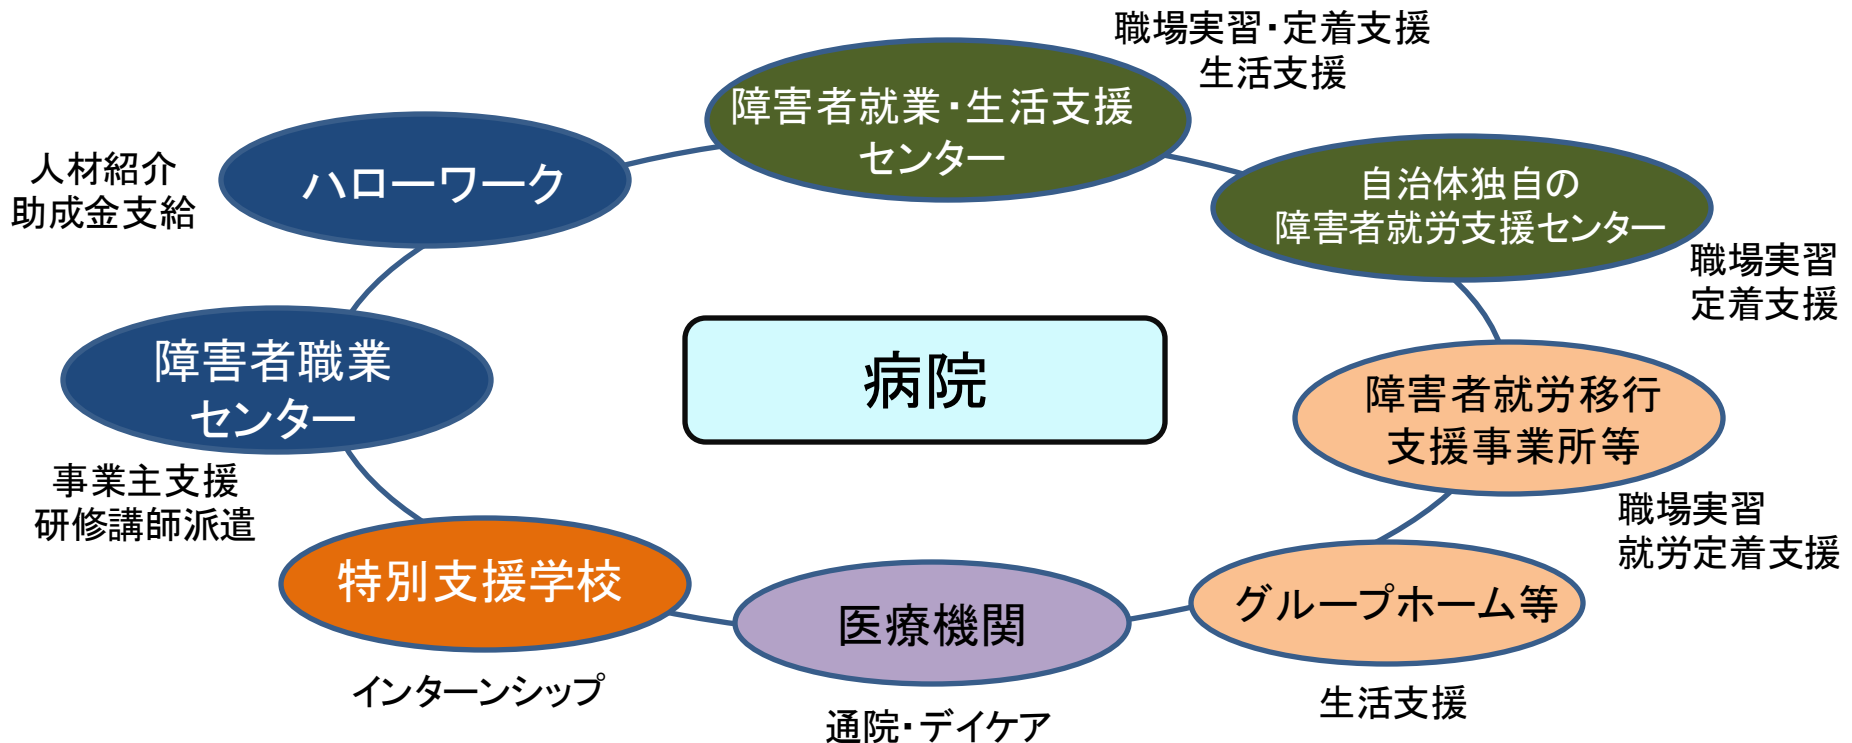 職場実習・定着支援
生活支援
障害者就業・生活支援
センター
ハローワーク
人材紹介
助成金支給
自治体独自の
障害者就労支援センター
職場実習
定着支援
障害者職業
センター
事業主支援
研修講師派遣
病院
障害者就労移行
支援事業所等
職場実習
就労定着支援
特別支援学校
インターンシップ
医療機関
通院・デイケア
グループホーム等
生活支援